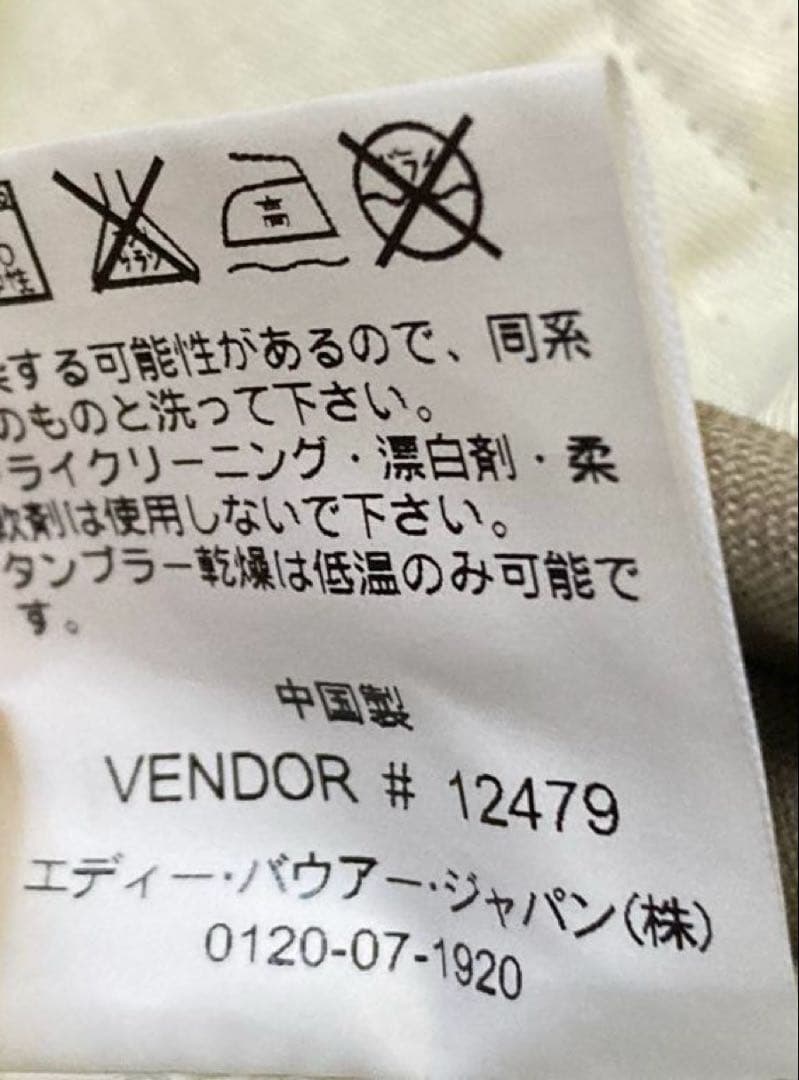 中
ドライ
する可能性があるので、同系
のものと洗って下さい。
ライクリーニング・漂白剤・柔
軟剤は使用しないで下さい。
タンブラー乾燥は低温のみ可能で
す。
中国製
VENDOR # 12479
エディー・バウアー・ジャパン(株)
0120-07-1920